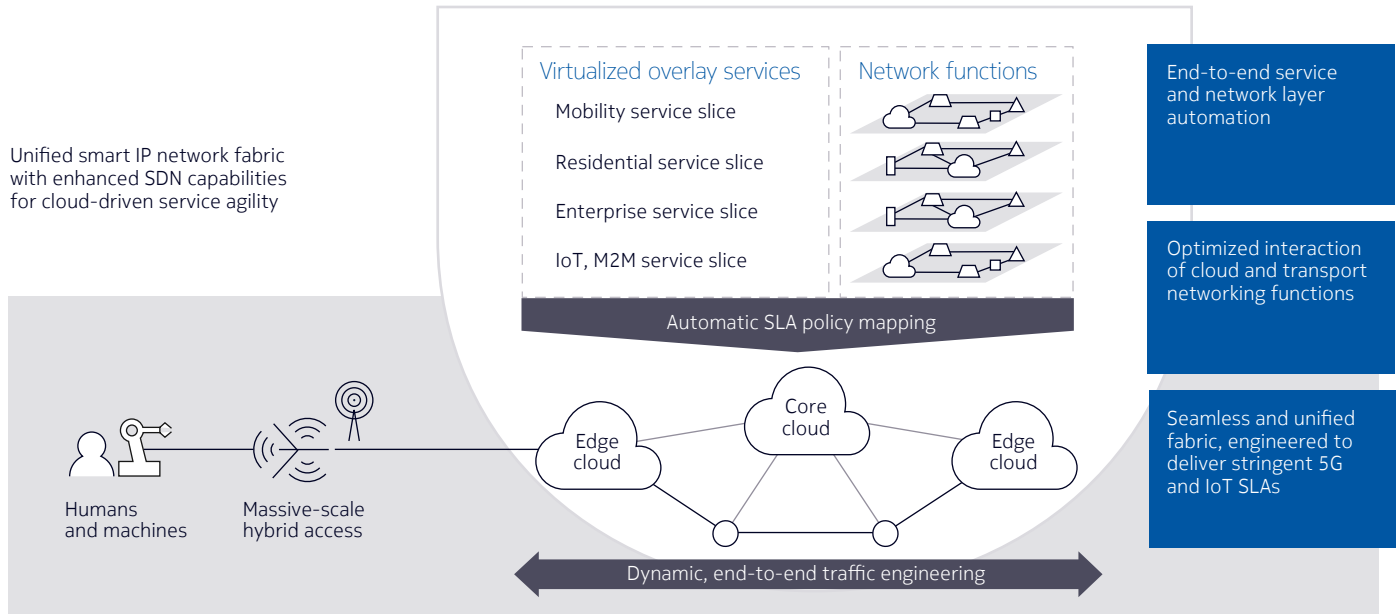 Unified smart IP network fabric
with enhanced SDN capabilities
for cloud-driven service agility
Virtualized overlay services
Mobility service slice
Residential service slice
Enterprise service slice
IoT, M2M service slice
Network functions
Automatic SLA policy mapping
Edge
cloud
Core
cloud
Edge
cloud
Humans
and machines
Massive-scale
hybrid access
Dynamic, end-to-end traffic engineering
End-to-end service
and network layer
automation
Optimized interaction
of cloud and transport
networking functions
Seamless and unified
fabric, engineered to
deliver stringent 5G
and IoT SLAs